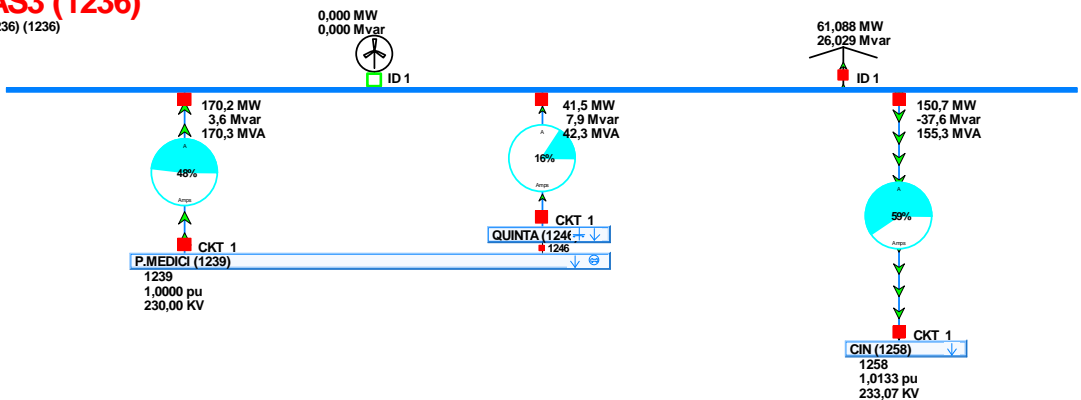 AS3 (1236)
236) (1236)
0,000 MW
0,000 Mvar
ID 1
61,088 MW
26,029 Mvar
ID 1
170,2 MW
3,6 Mvar
170,3 MVA
41,5 MW
7,9 Mvar
42,3 MVA
150,7 MW
-37,6 Mvar
155,3 MVA
A
48%
Amps
A
16%
Amps
A
59%
Amps
CKT 1
QUINTA (1246
1246
CKT 1
P.MEDICI (1239)
1239
1,0000 pu
230,00 KV
CKT 1
CIN (1258)
1258
1,0133 pu
233,07 KV